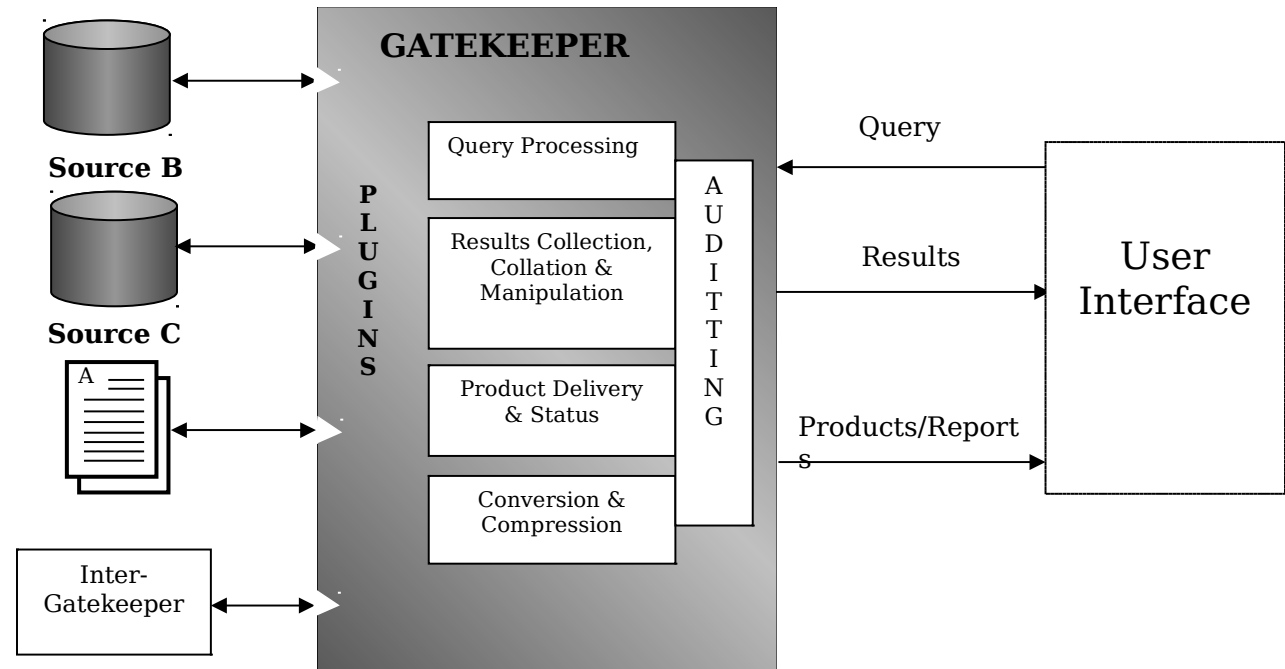 GATEKEEPER
Source B
Source C
A
Inter-
Gatekeeper
P
L
U
G
I
N
S
Query Processing
Results Collection,
Collation &
Manipulation
Product Delivery
& Status
Conversion &
Compression
A
U
D
I
T
T
I
N
G
Query
Results
Products/Report
s
User
Interface